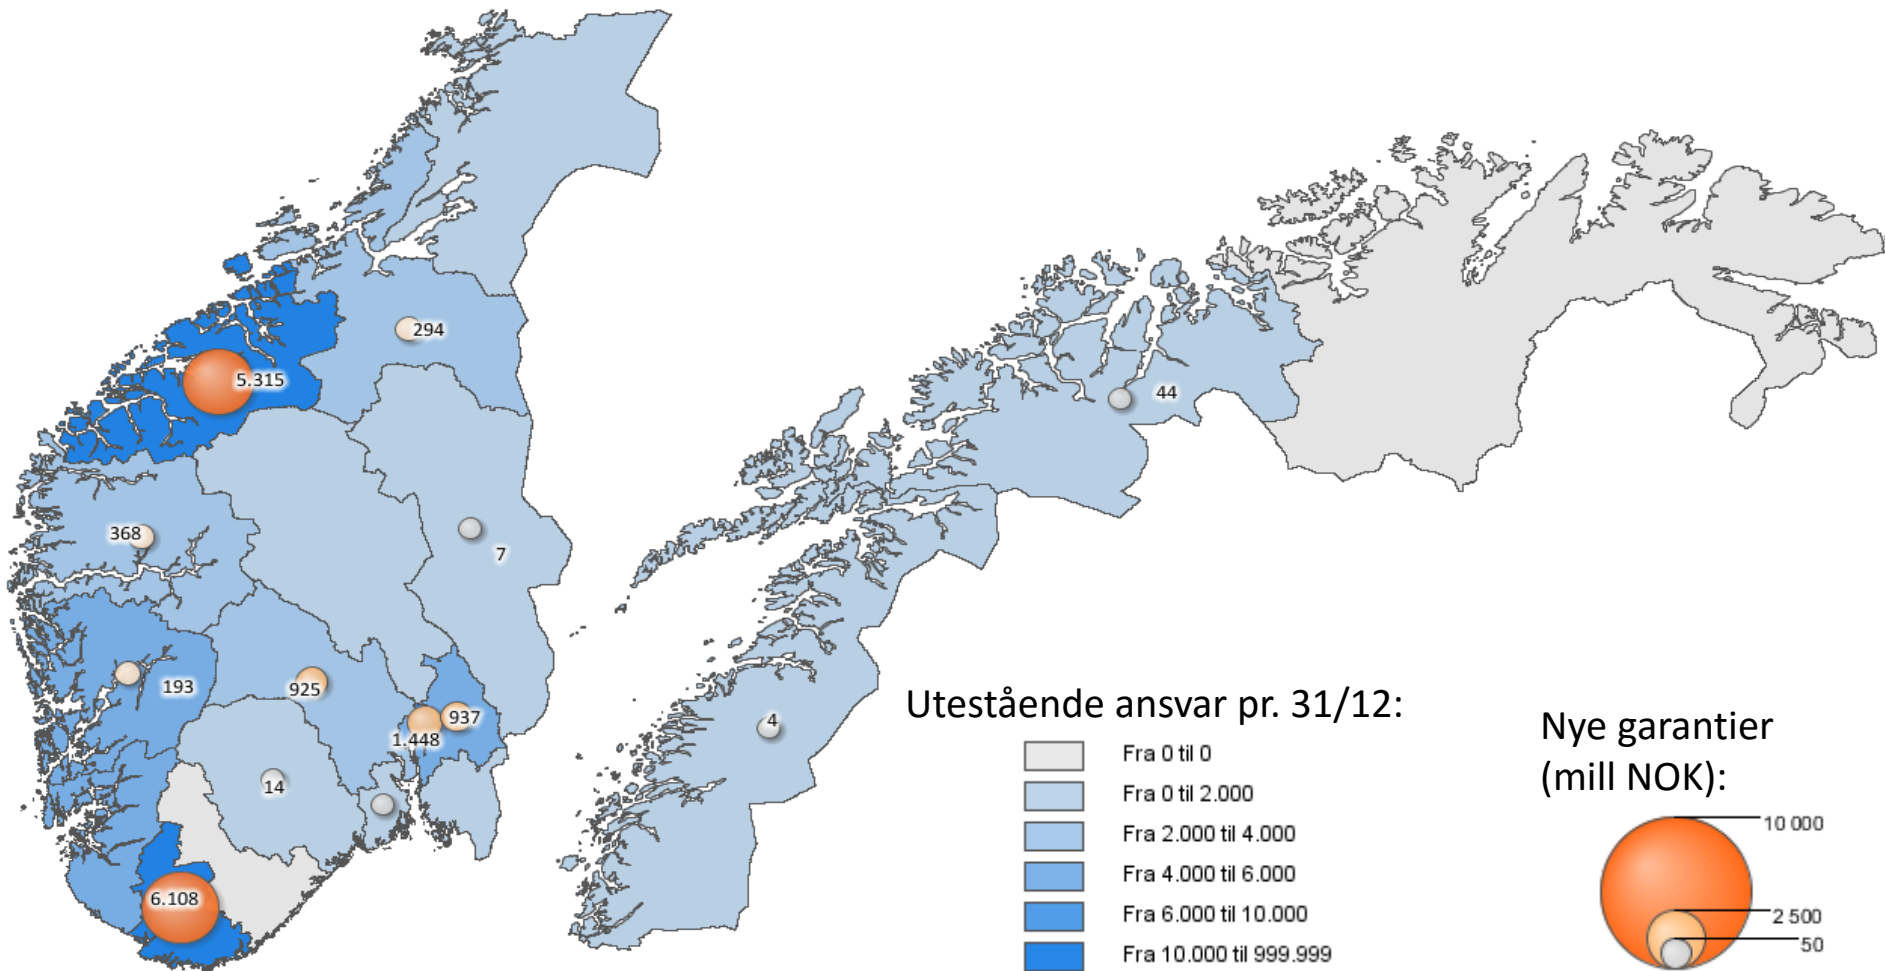 294
5.315
44
368
7
193
925
937
1.448
4
14
6.108
Utestående ansvar pr. 31/12:
Fra 0 til 0
Fra 0 til 2.000
Fra 2.000 til 4.000
Fra 4.000 til 6.000
Fra 6.000 til 10.000
Fra 10.000 til 999.999
Nye garantier
(mill NOK):
10 000
2 500
50